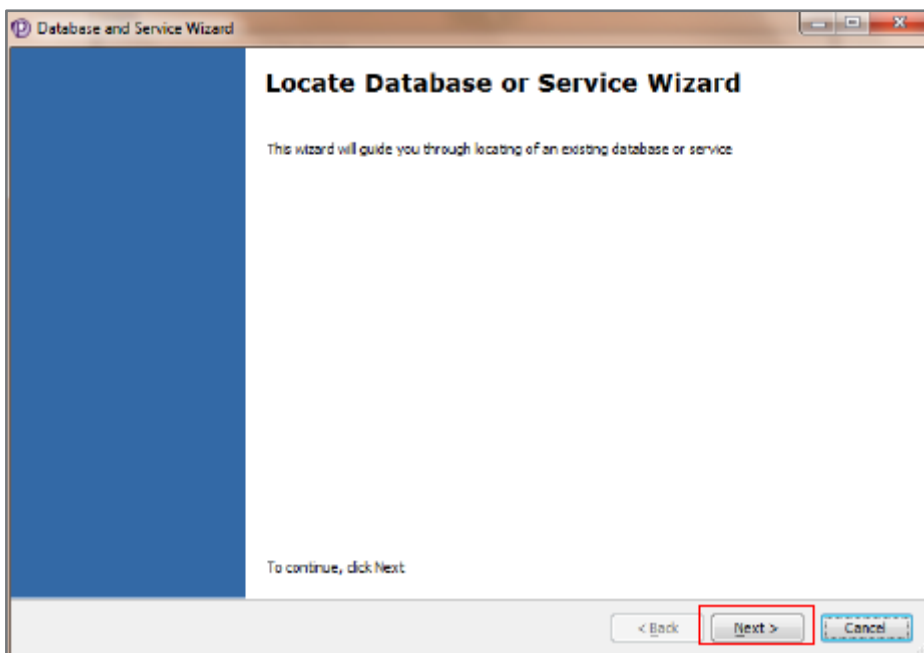 Database and Service Wizard
Locate Database or Service Wizard
This wizard will guide you through locating of an existing database or service
To continue, click Next
< Back
Next >
Cancel